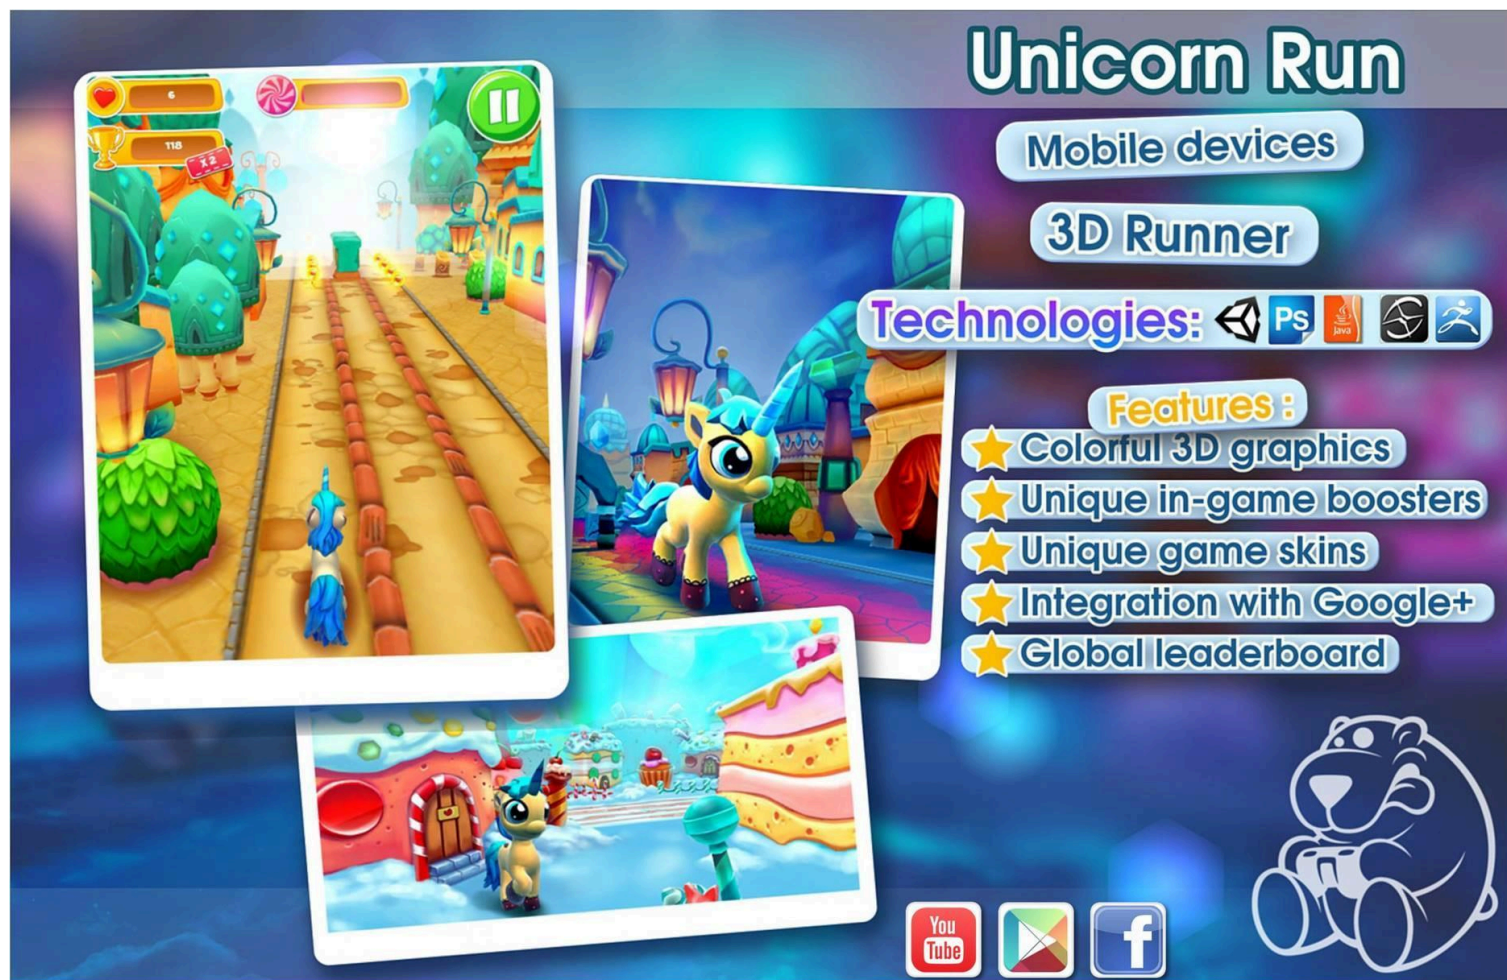 Unicorn Run
Mobile devices
3D Runner
Technologies:
Ps
Java
Features :
Colorful 3D graphics
Unique in-game boosters
Unique game skins
Integration with Google+
Global leaderboard
6
118
x2
You
Tube
f